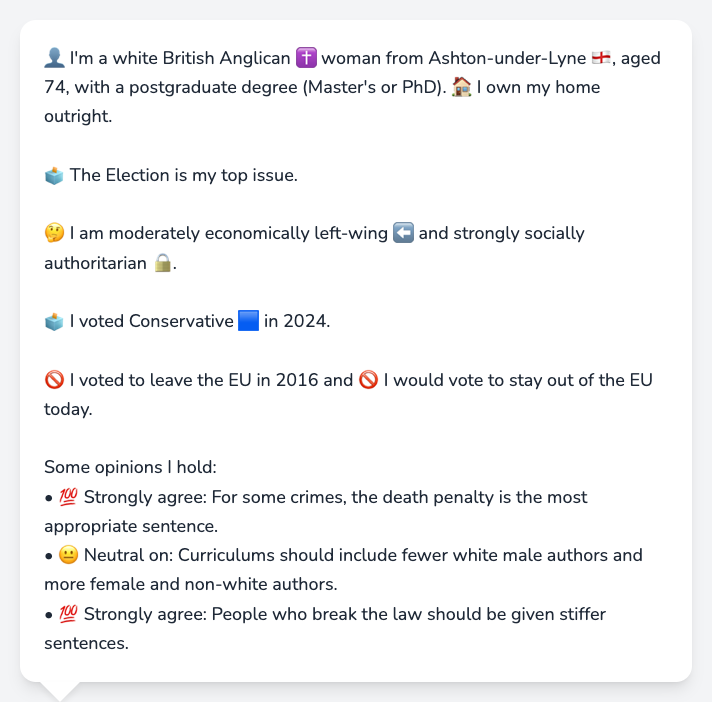 👤 I'm a white British Anglican ✝️ woman from Ashton-under-Lyne 🏴󠁧󠁢󠁥󠁮󠁧󠁿, aged
74, with a postgraduate degree (Master's or PhD). 🏠 I own my home
outright.
🗳️ The Election is my top issue.
🤔 I am moderately economically left-wing ⬅️ and strongly socially
authoritarian 🔒.
🗳️ I voted Conservative 🟦 in 2024.
🚫 I voted to leave the EU in 2016 and 🚫 I would vote to stay out of the EU
today.
Some opinions I hold:
• 💯 Strongly agree: For some crimes, the death penalty is the most
appropriate sentence.
• 😐 Neutral on: Curriculums should include fewer white male authors and
more female and non-white authors.
• 💯 Strongly agree: People who break the law should be given stiffer
sentences.